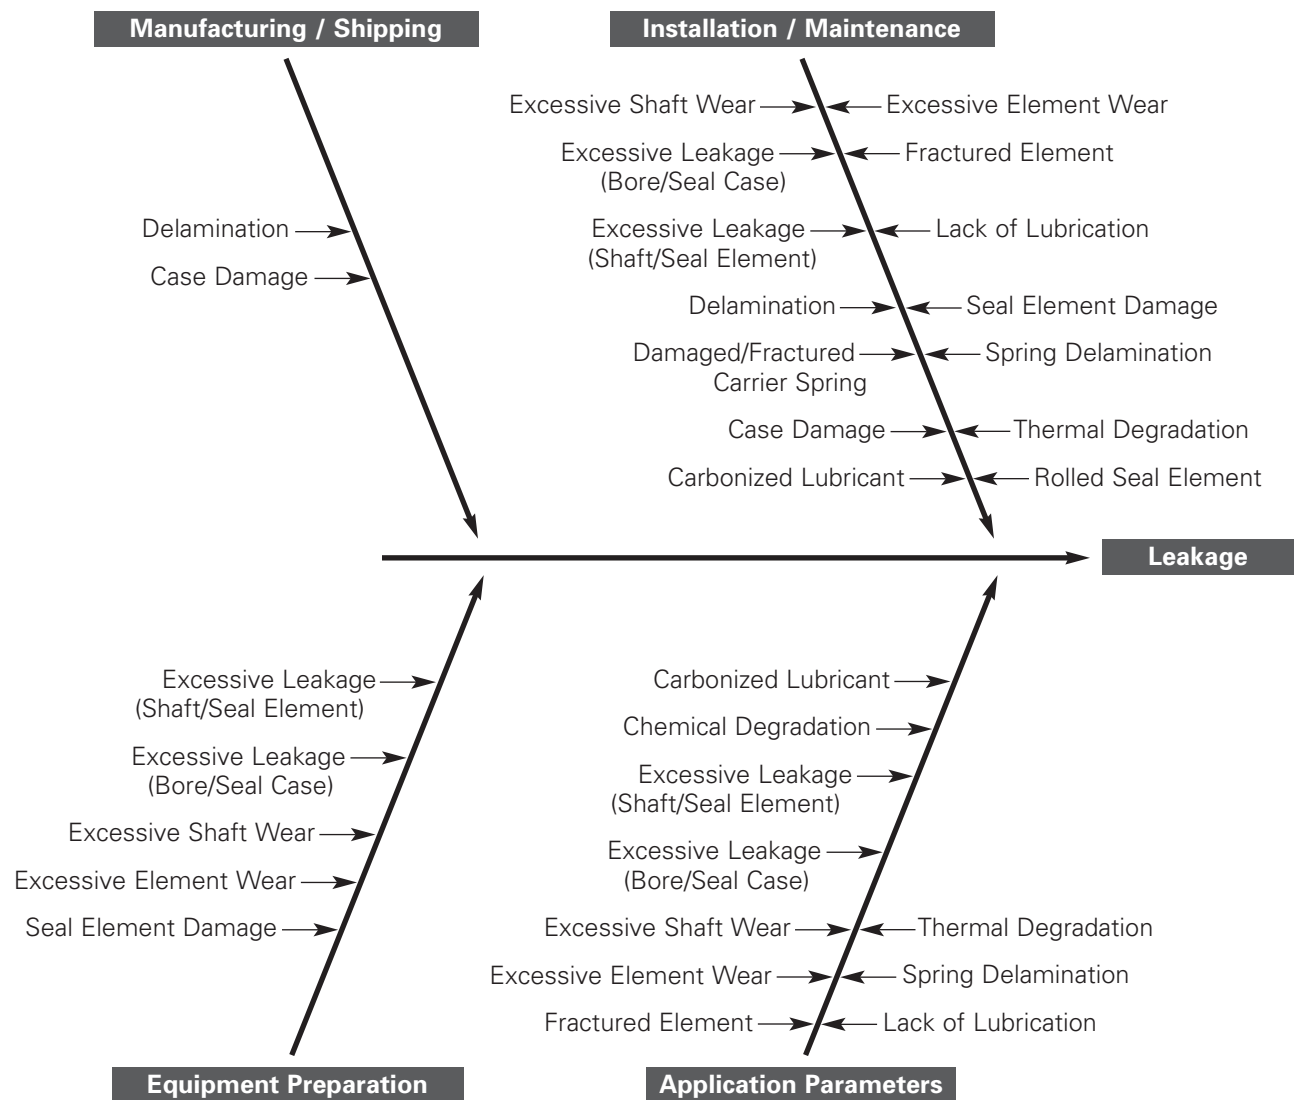 Manufacturing / Shipping
Delamination
Case Damage
Installation / Maintenance
Excessive Shaft Wear
Excessive Leakage
(Bore/Seal Case)
Excessive Leakage
(Shaft/Seal Element)
Delamination
Damaged/Fractured
Carrier Spring
Case Damage
Carbonized Lubricant
Excessive Element Wear
Fractured Element
Lack of Lubrication
Seal Element Damage
Spring Delamination
Thermal Degradation
Rolled Seal Element
Leakage
Excessive Leakage
(Shaft/Seal Element)
Excessive Leakage
(Bore/Seal Case)
Excessive Shaft Wear
Excessive Element Wear
Seal Element Damage
Equipment Preparation
Carbonized Lubricant
Chemical Degradation
Excessive Leakage
(Shaft/Seal Element)
Excessive Leakage
(Bore/Seal Case)
Excessive Shaft Wear
Excessive Element Wear
Fractured Element
Thermal Degradation
Spring Delamination
Lack of Lubrication
Application Parameters